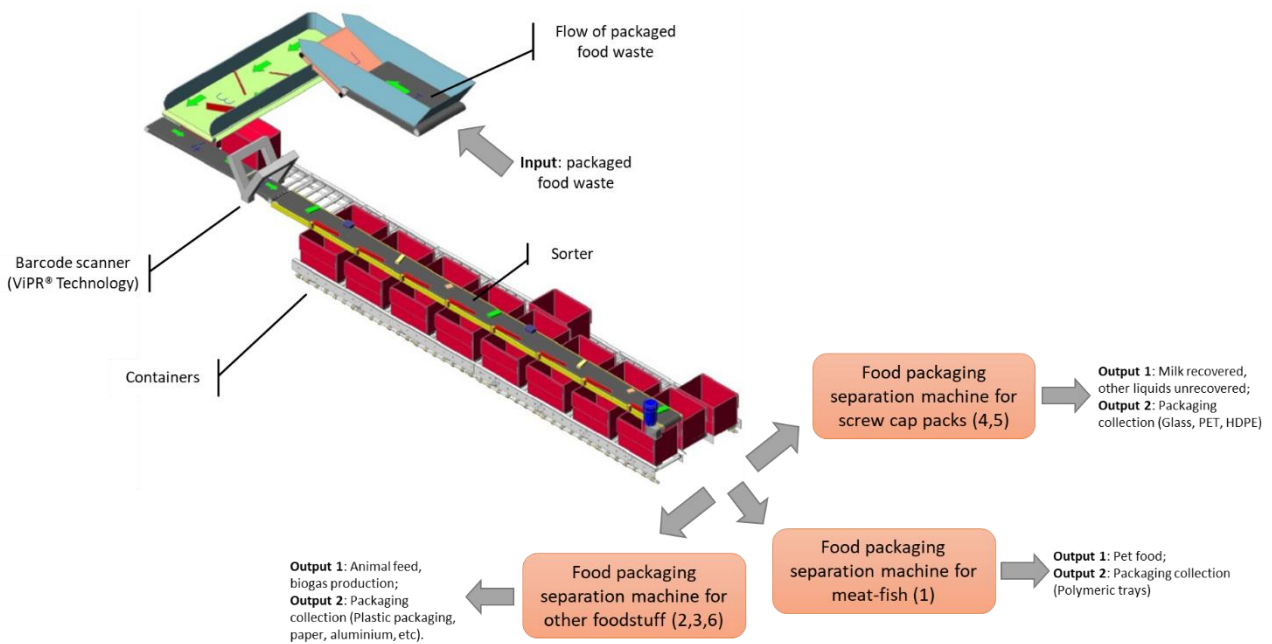 Flow of packaged
food waste
Input: packaged
food waste
Barcode scanner
(ViPR® Technology)
Sorter
Containers
Food packaging
separation machine for
screw cap packs (4,5)
Output 1: Milk recovered,
other liquids unrecovered;
Output 2: Packaging
collection (Glass, PET, HDPE)
Food packaging
separation machine for
meat-fish (1)
Output 1: Pet food;
Output 2: Packaging collection
(Polymeric trays)
Food packaging
separation machine for
other foodstuff (2,3,6)
Output 1: Animal feed,
biogas production;
Output 2: Packaging
collection (Plastic packaging,
paper, aluminium, etc).